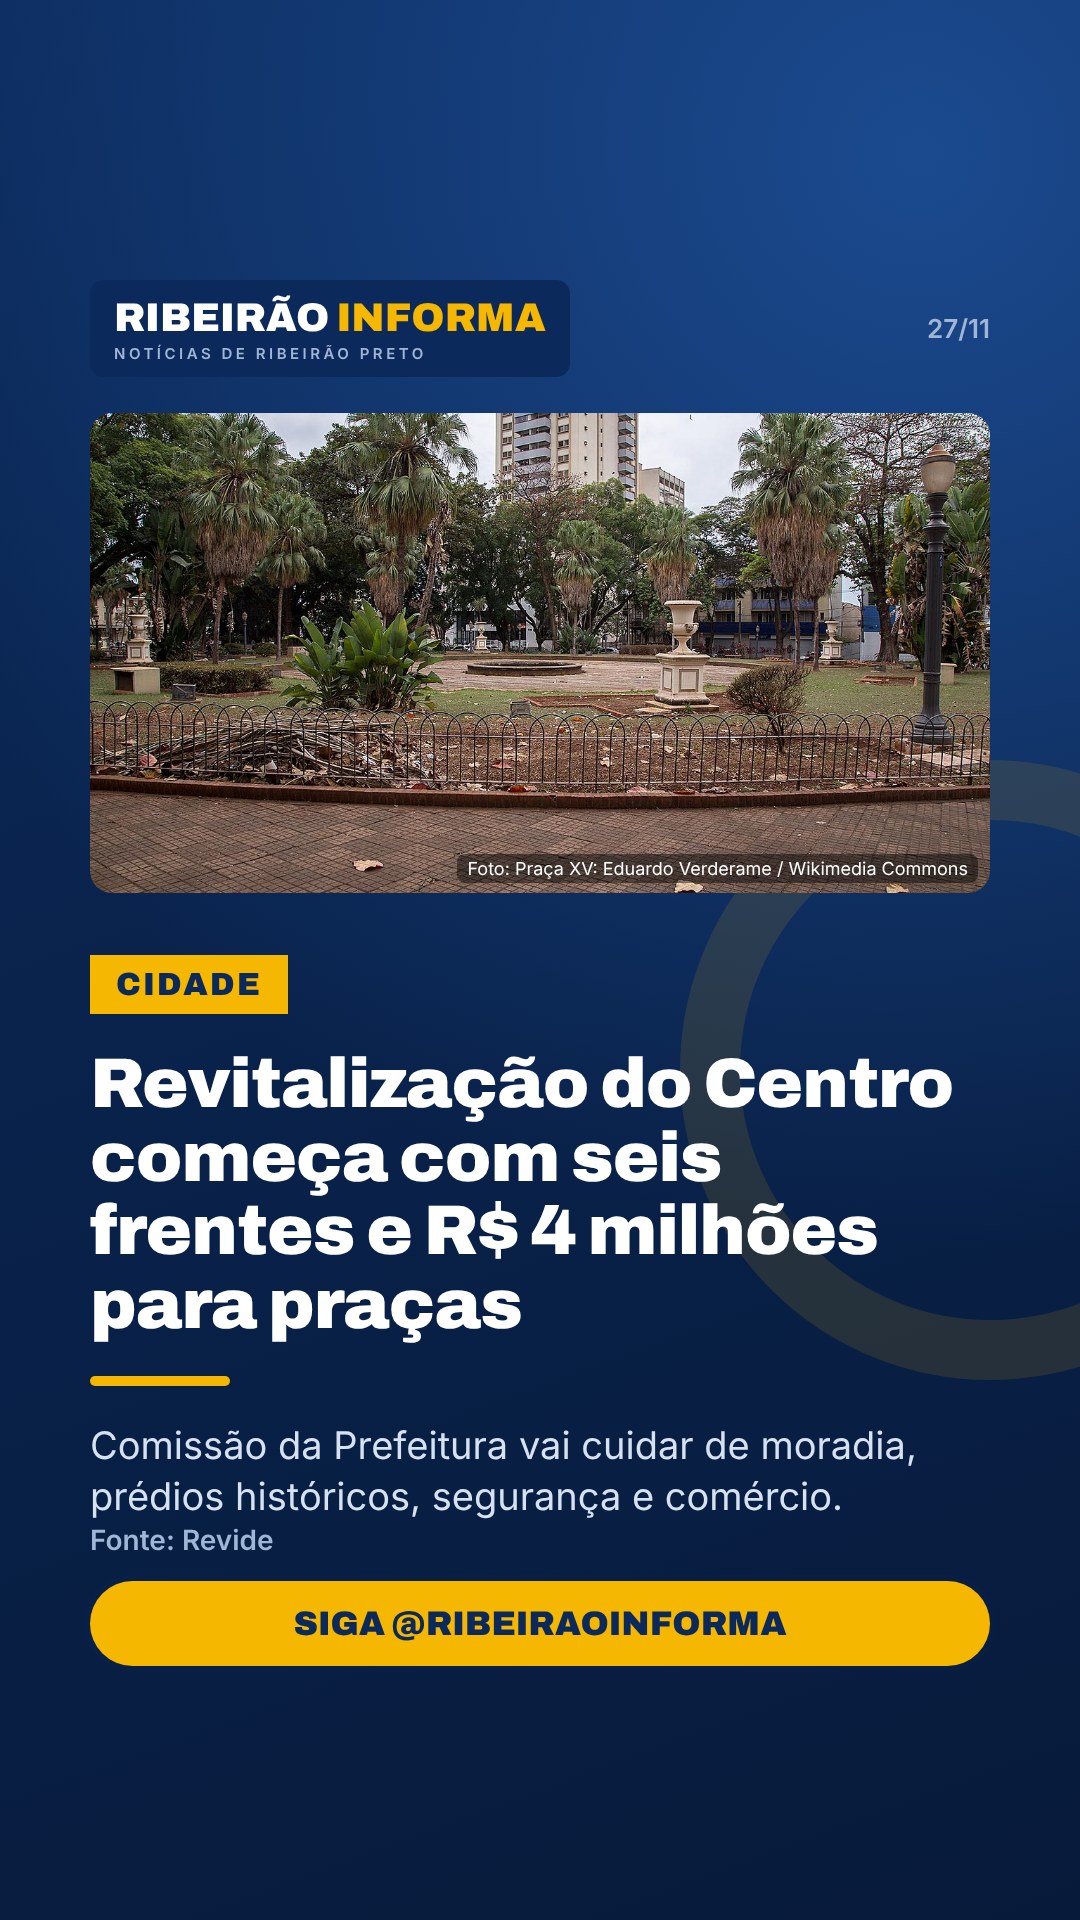 RIBEIRÃO INFORMA
NOTÍCIAS DE RIBEIRÃO PRETO
27/11
Foto: Praça XV: Eduardo Verderame / Wikimedia Commons
CIDADE
Revitalização do Centro
começa com seis
frentes e R$ 4 milhões
para praças
Comissão da Prefeitura vai cuidar de moradia,
prédios históricos, segurança e comércio.
Fonte: Revide
SIGA @RIBEIRAOINFORMA